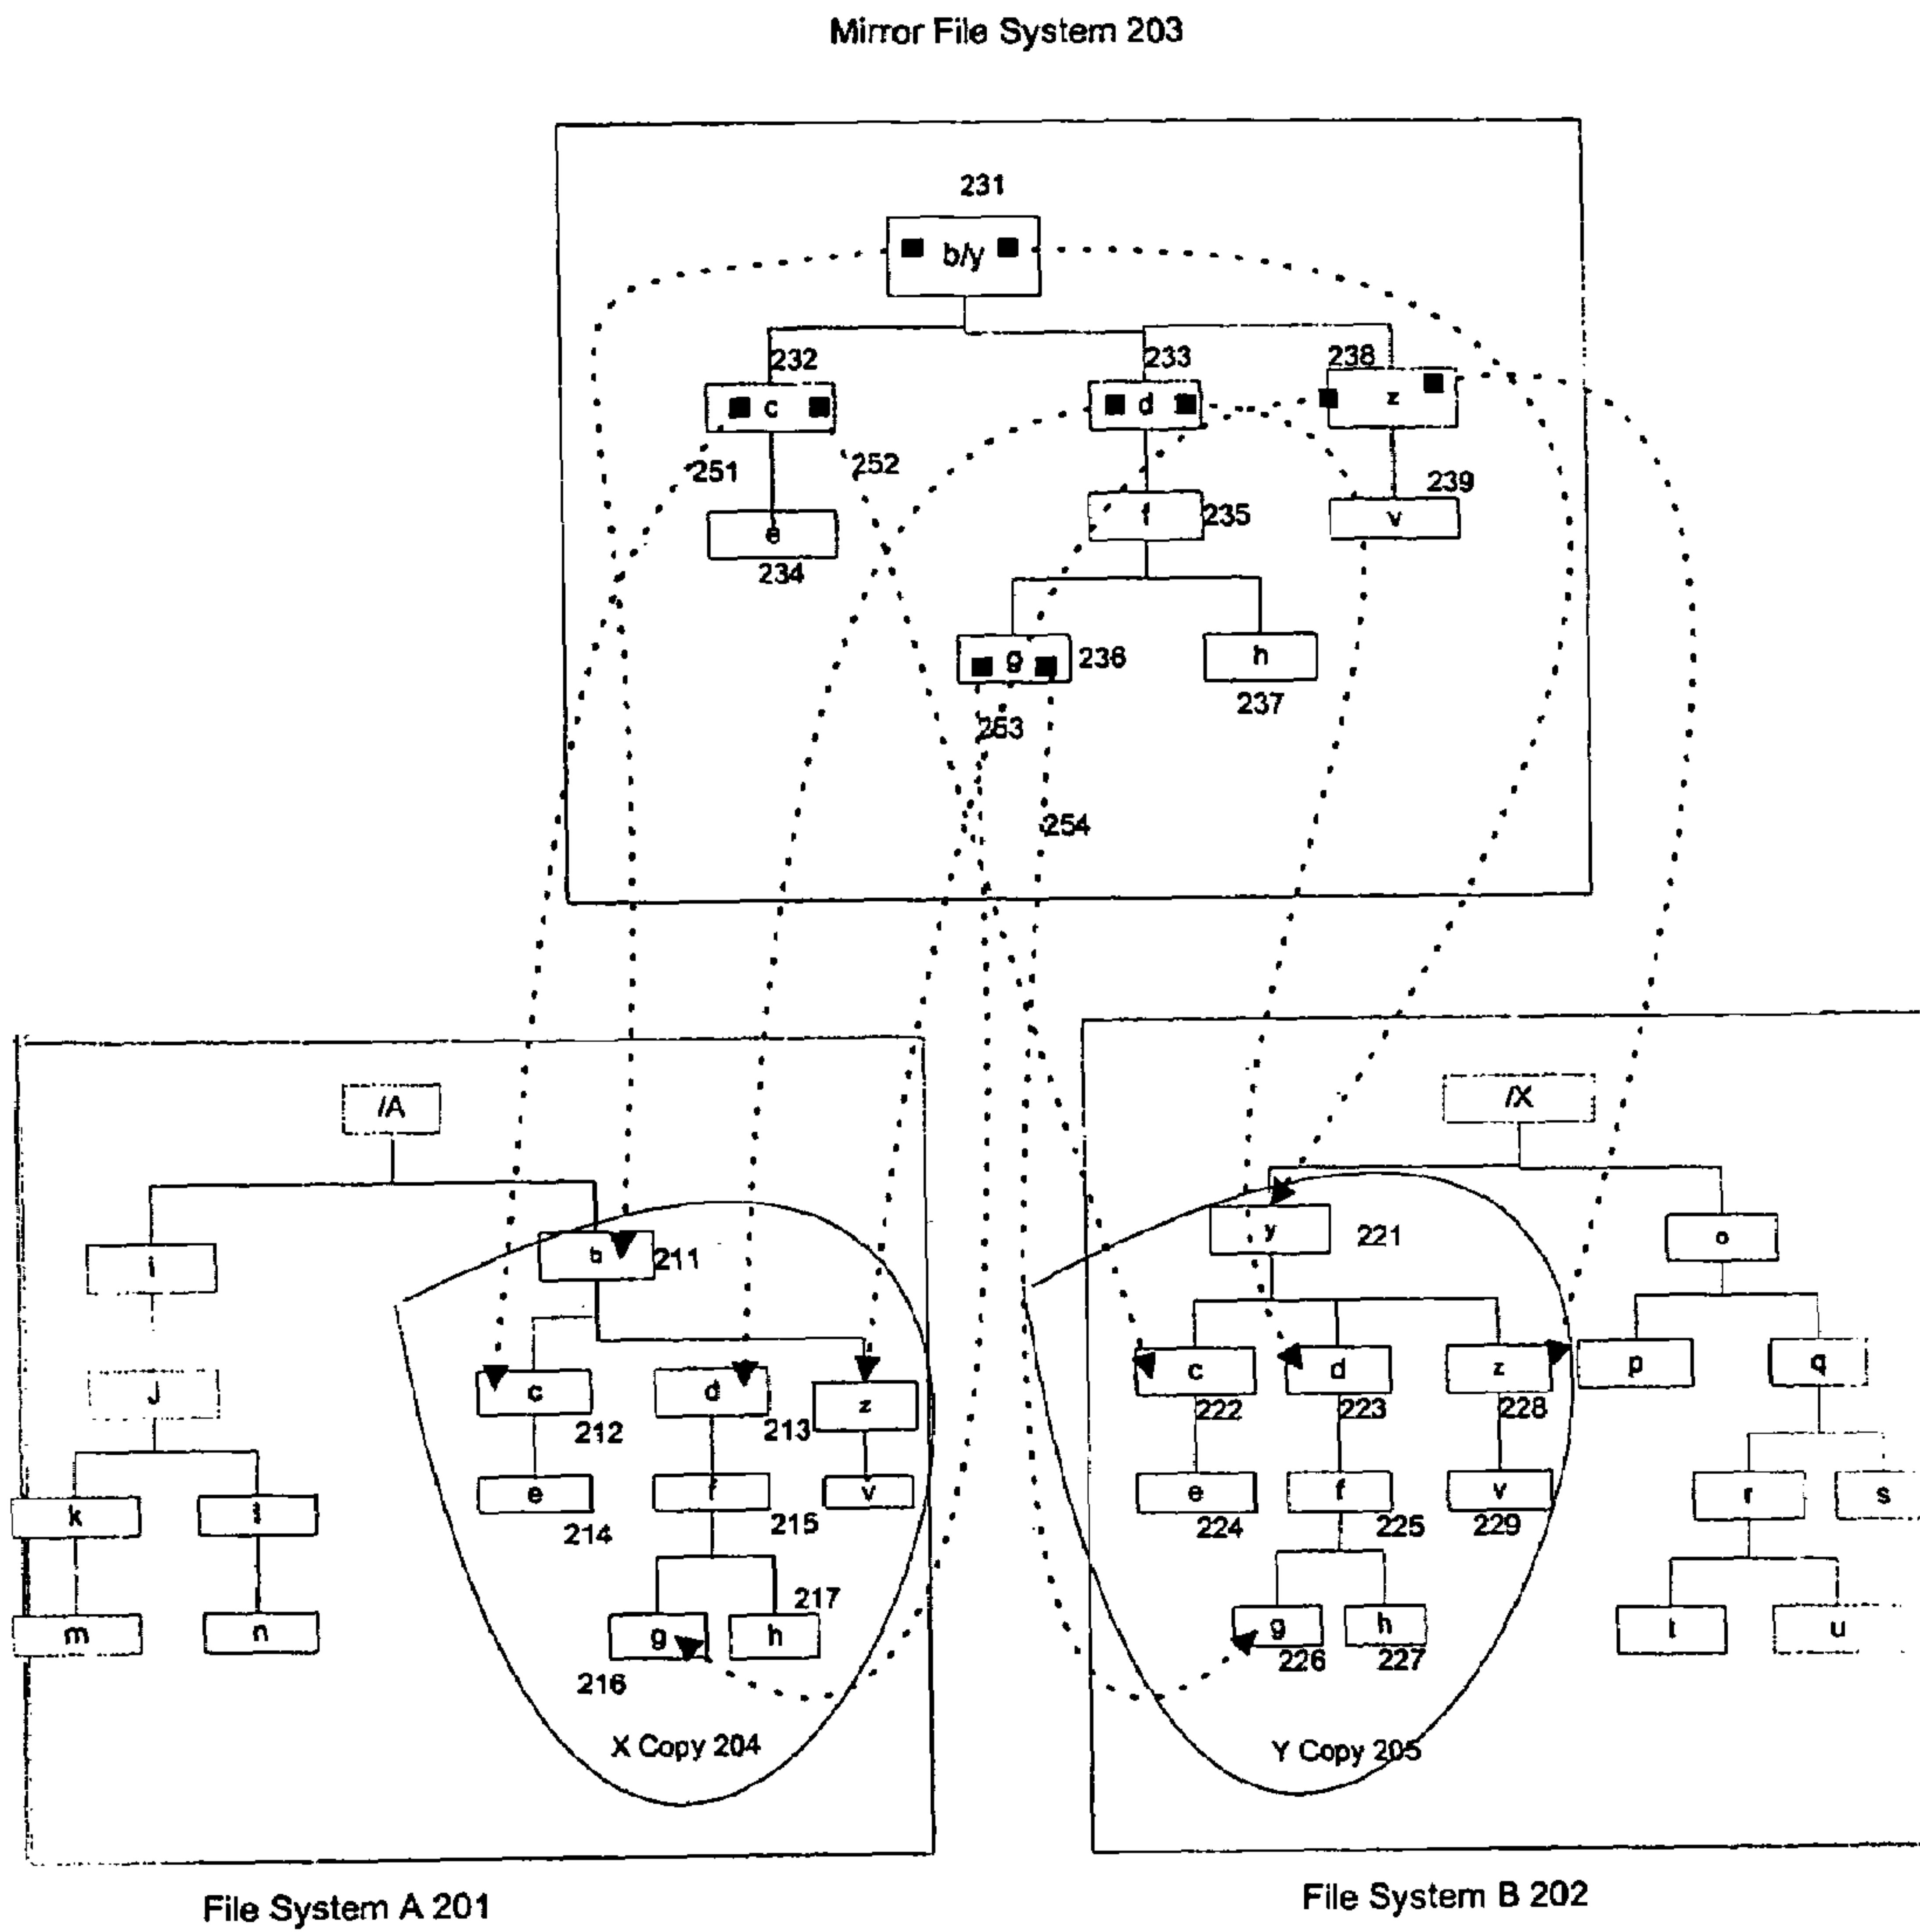 Mirror File System 203
231
b/y
232
233
238
c
d
z
251
252
239
e
235
v
234
g
236
h
237
253
254
/A
/X
b
211
y
221
o
i
c
d
z
c
d
z
p
q
J
212
213
222
223
228
k
e
f
v
e
f
v
r
s
214
215
224
225
229
217
m
n
g
h
g
h
t
u
216
226
227
X Copy 204
Y Copy 205
File System A 201
File System B 202